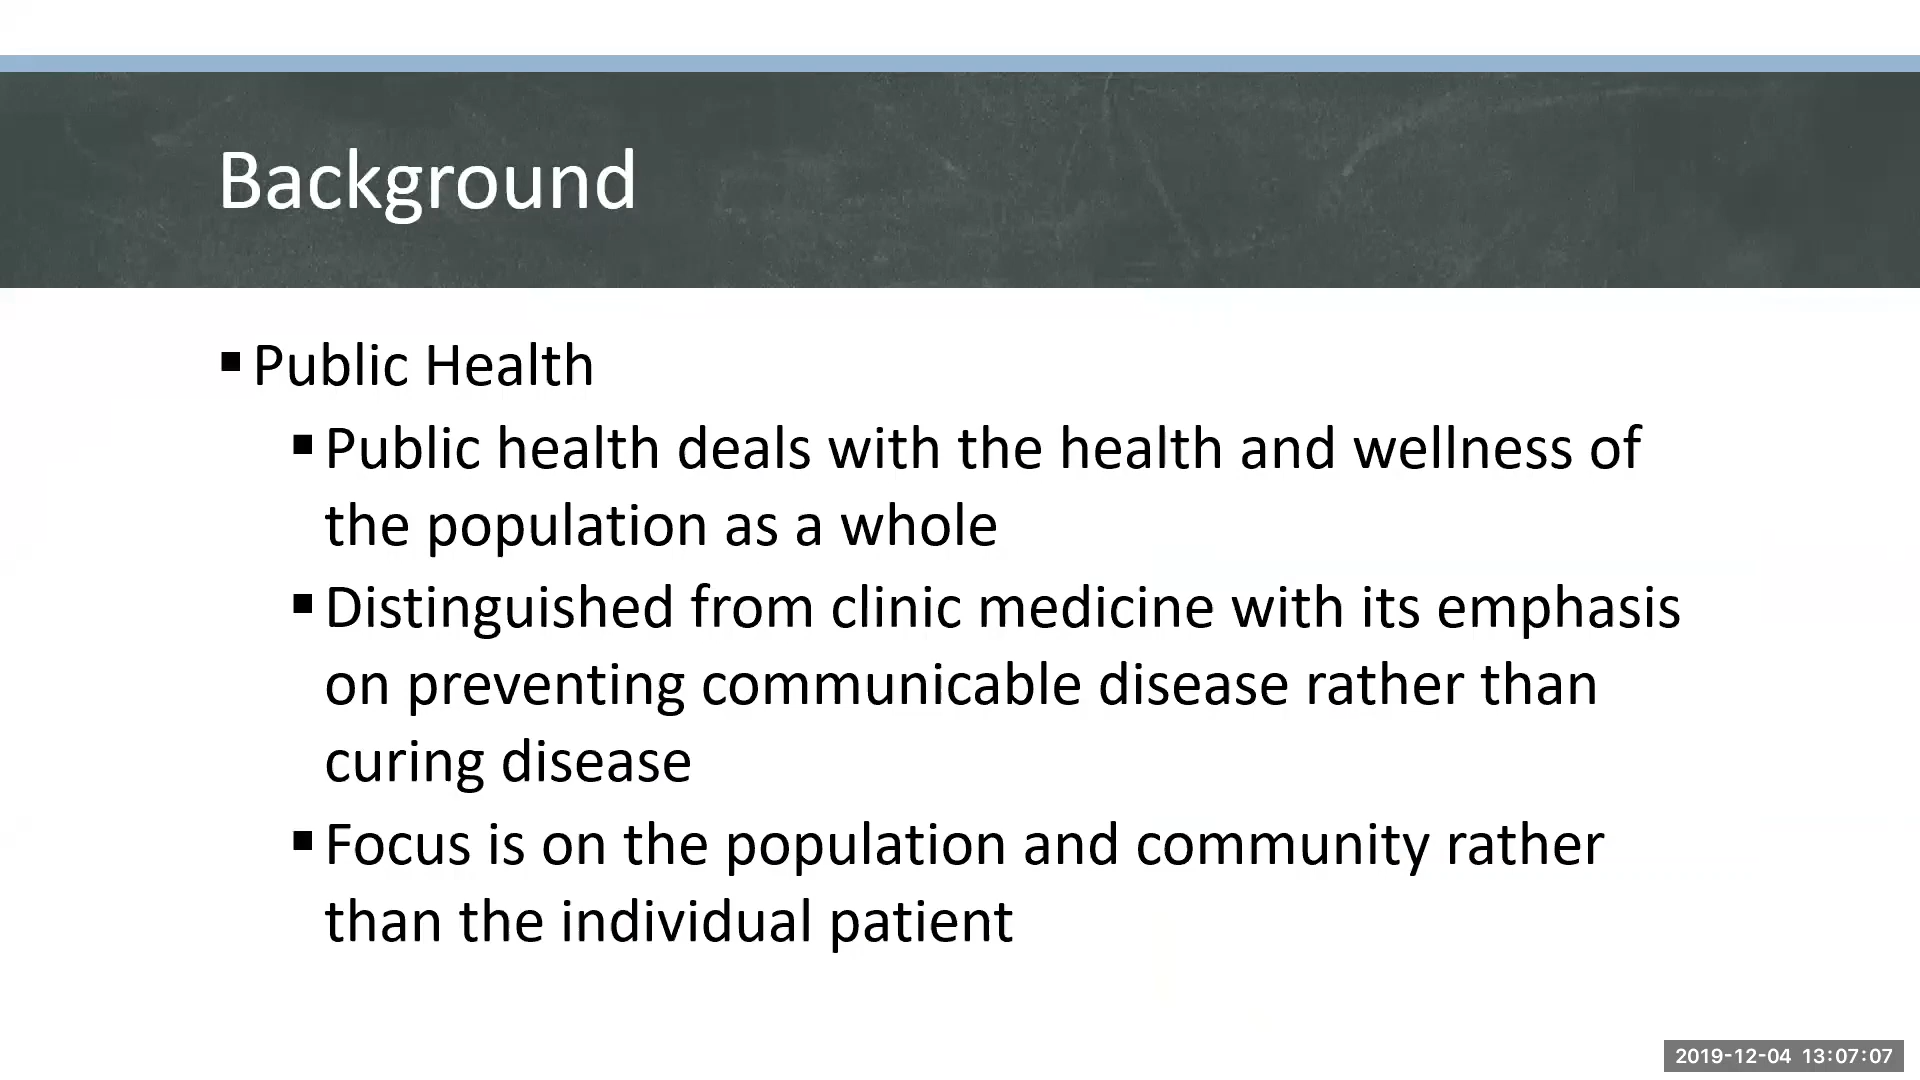 Background
▪ Public Health
▪ Public health deals with the health and wellness of
the population as a whole
▪ Distinguished from clinic medicine with its emphasis
on preventing communicable disease rather than
curing disease
▪ Focus is on the population and community rather
than the individual patient
2019-12-04 13:07:07